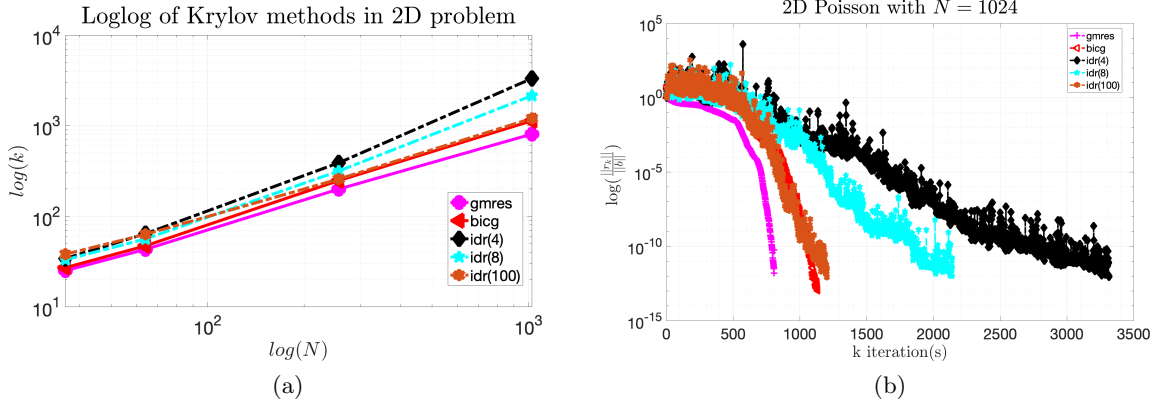 Loglog of Krylov methods in 2D problem
10^4
10^3
10^2
10^1
log(k)
gmres
bicg
idr(4)
idr(8)
idr(100)
10^2
10^3
log(N)
(a)
2D Poisson with N = 1024
10^5
10^0
10^-5
10^-10
10^-15
log(||r_k||/||b||)
gmres
bicg
idr(4)
idr(8)
idr(100)
0 500 1000 1500 2000 2500 3000 3500
k iteration(s)
(b)